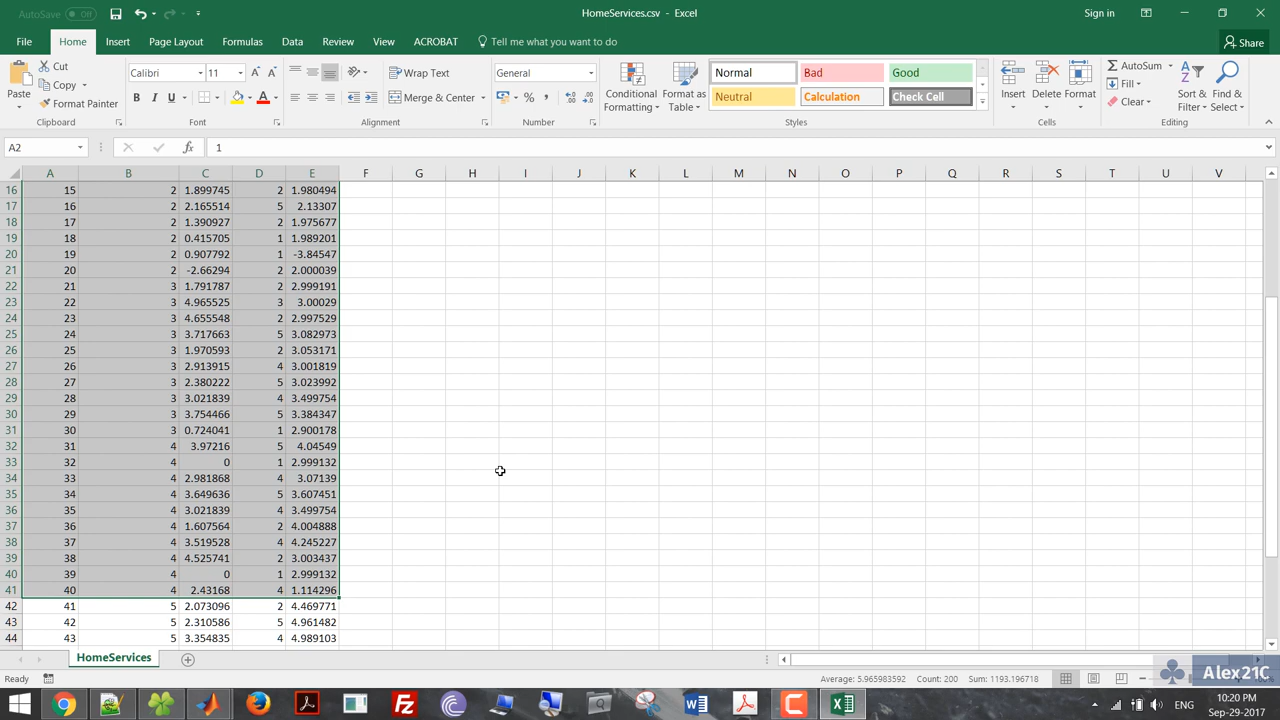 AutoSave Off HomeServices.csv - Excel Sign in
File Home Insert Page Layout Formulas Data Review View ACROBAT Tell me what you want to do Share
Paste Cut Copy Format Painter Clipboard
Calibri 11 B I U A Font
Wrap Text Merge & Center Alignment
General % , Number
Conditional Formatting Format as Table Normal Bad Good Neutral Calculation Check Cell Styles
Insert Delete Format Cells
AutoSum Fill Clear Sort & Filter Find & Select Editing
A2 fx 1
A B C D E F G H I J K L M N O P Q R S T U V
16 15 2 1.899745 2 1.980494
17 16 2 2.165514 5 2.13307
18 17 2 1.390927 2 1.975677
19 18 2 0.415705 1 1.989201
20 19 2 0.907792 1 -3.84547
21 20 2 -2.66294 2 2.000039
22 21 3 1.791787 2 2.999191
23 22 3 4.965525 3 3.00029
24 23 3 4.655548 2 2.997529
25 24 3 3.717663 5 3.082973
26 25 3 1.970593 2 3.053171
27 26 3 2.913915 4 3.001819
28 27 3 2.380222 5 3.023992
29 28 3 3.021839 4 3.499754
30 29 3 3.754466 5 3.384347
31 30 3 0.724041 1 2.900178
32 31 4 3.97216 5 4.04549
33 32 4 0 1 2.999132
34 33 4 2.981868 4 3.07139
35 34 4 3.649636 5 3.607451
36 35 4 3.021839 4 3.499754
37 36 4 1.607564 2 4.004888
38 37 4 3.519528 4 4.245227
39 38 4 4.525741 2 3.003437
40 39 4 0 1 2.999132
41 40 4 2.43168 4 1.114296
42 41 5 2.073096 2 4.469771
43 42 5 2.310586 5 4.961482
44 43 5 3.354835 4 4.989103
HomeServices
Ready Average: 5.965983592 Count: 200 Sum: 1193.196718
Alex21C
ENG 10:20 PM
Sep-29-2017